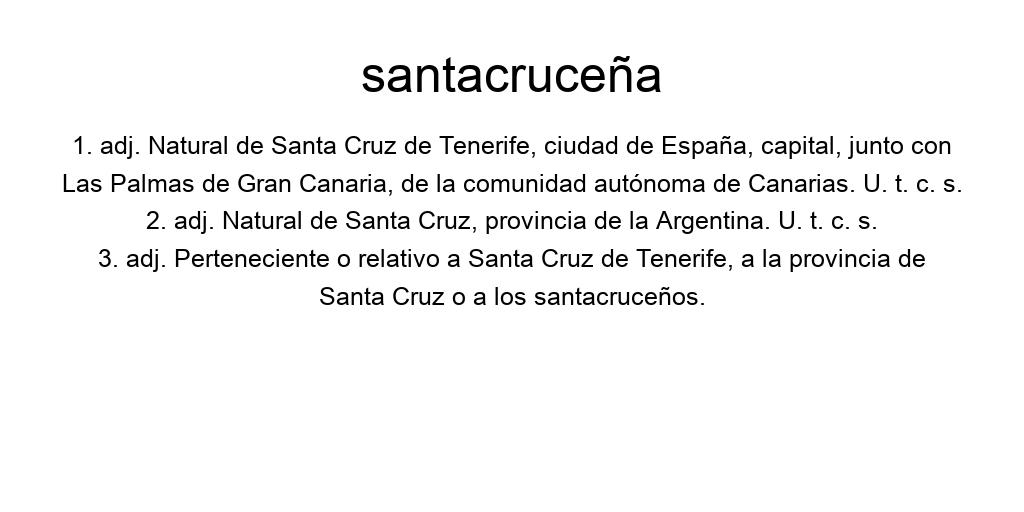 santacruceña
1. adj. Natural de Santa Cruz de Tenerife, ciudad de España, capital, junto con
Las Palmas de Gran Canaria, de la comunidad autónoma de Canarias. U. t. c. s.
2. adj. Natural de Santa Cruz, provincia de la Argentina. U. t. c. s.
3. adj. Perteneciente o relativo a Santa Cruz de Tenerife, a la provincia de
Santa Cruz o a los santacruceños.